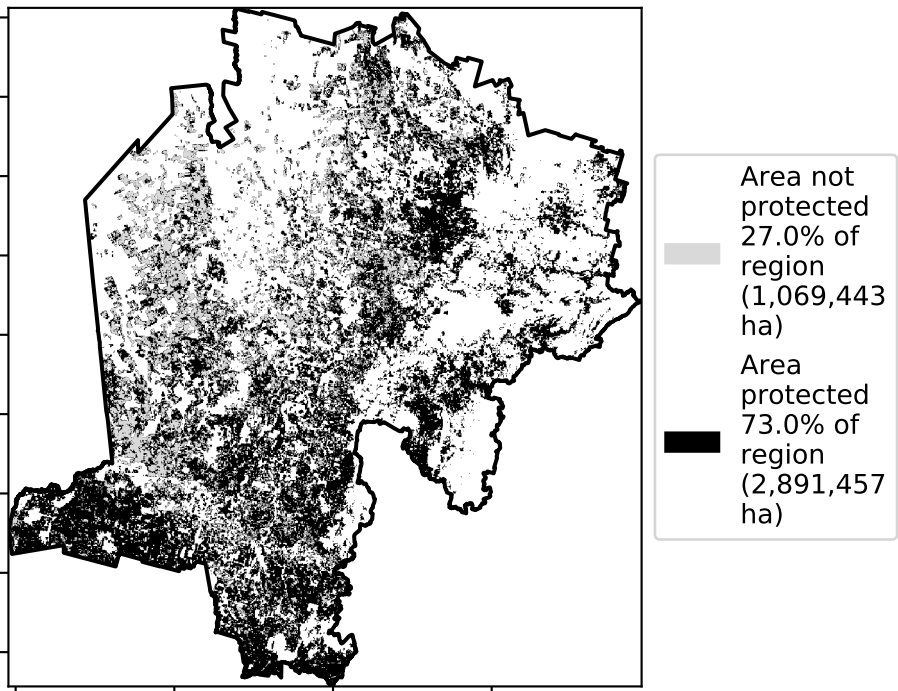 Area not
protected
27.0% of
region
(1,069,443
ha)
Area
protected
73.0% of
region
(2,891,457
ha)